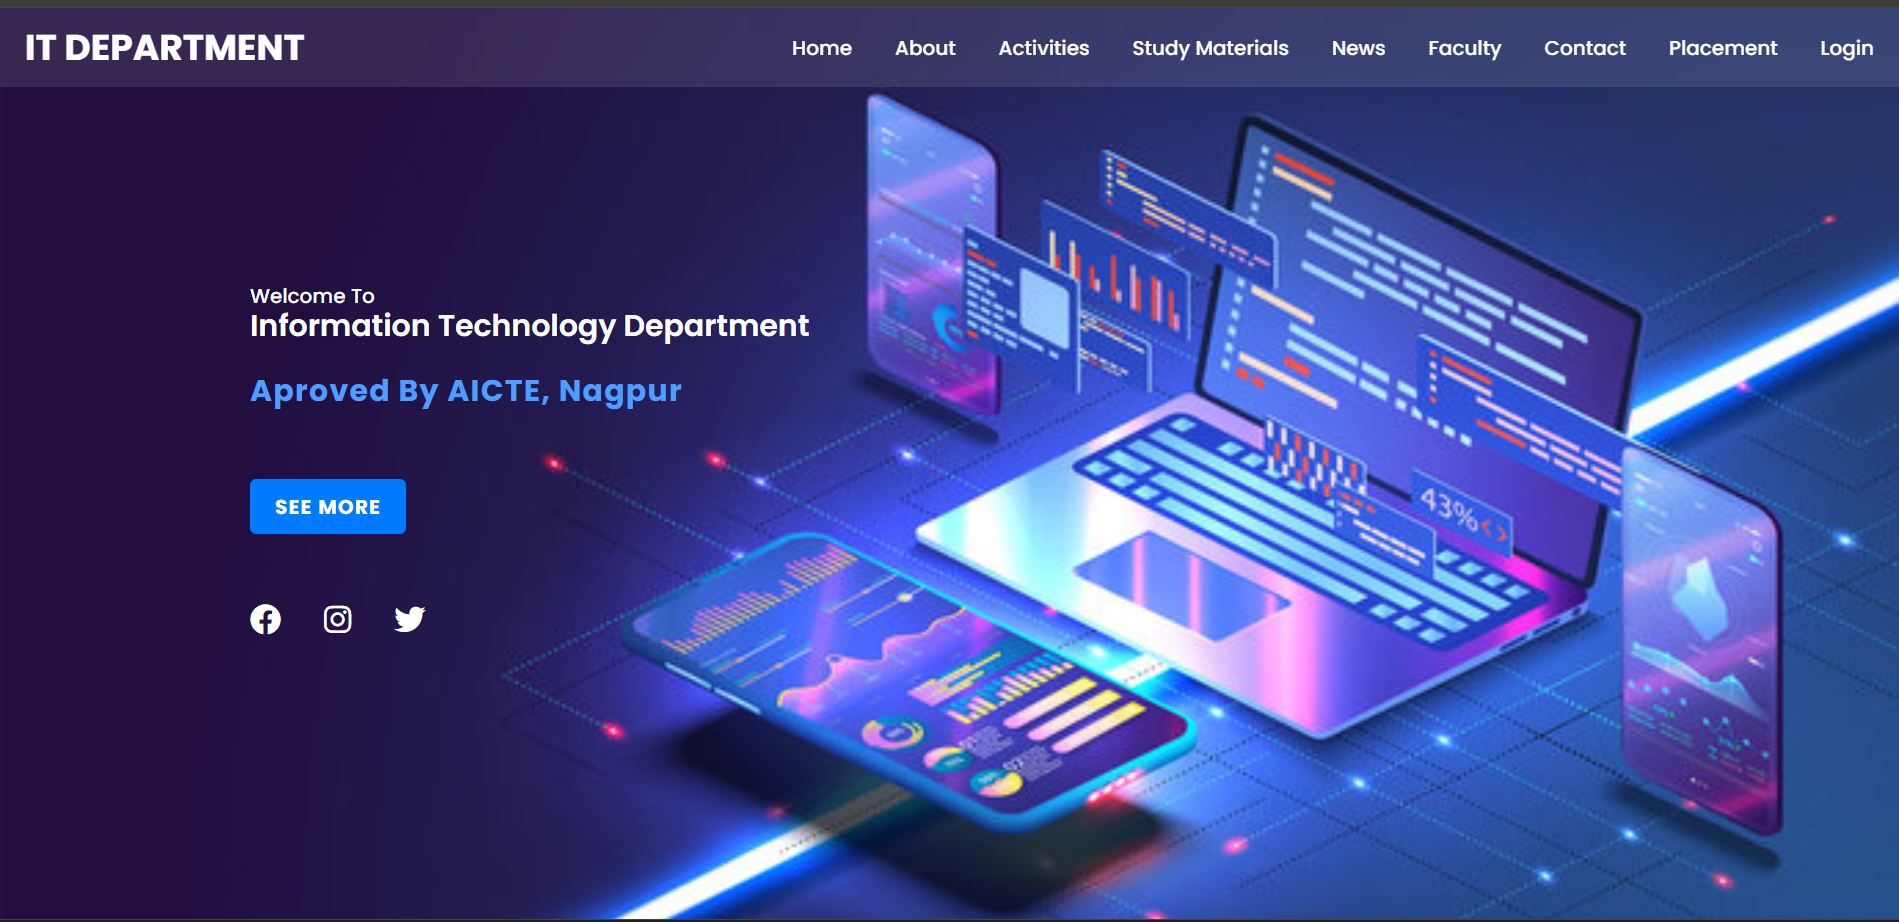 IT DEPARTMENT
Home About Activities Study Materials News Faculty Contact Placement Login
Welcome To
Information Technology Department
Aproved By AICTE, Nagpur
SEE MORE
43%<>